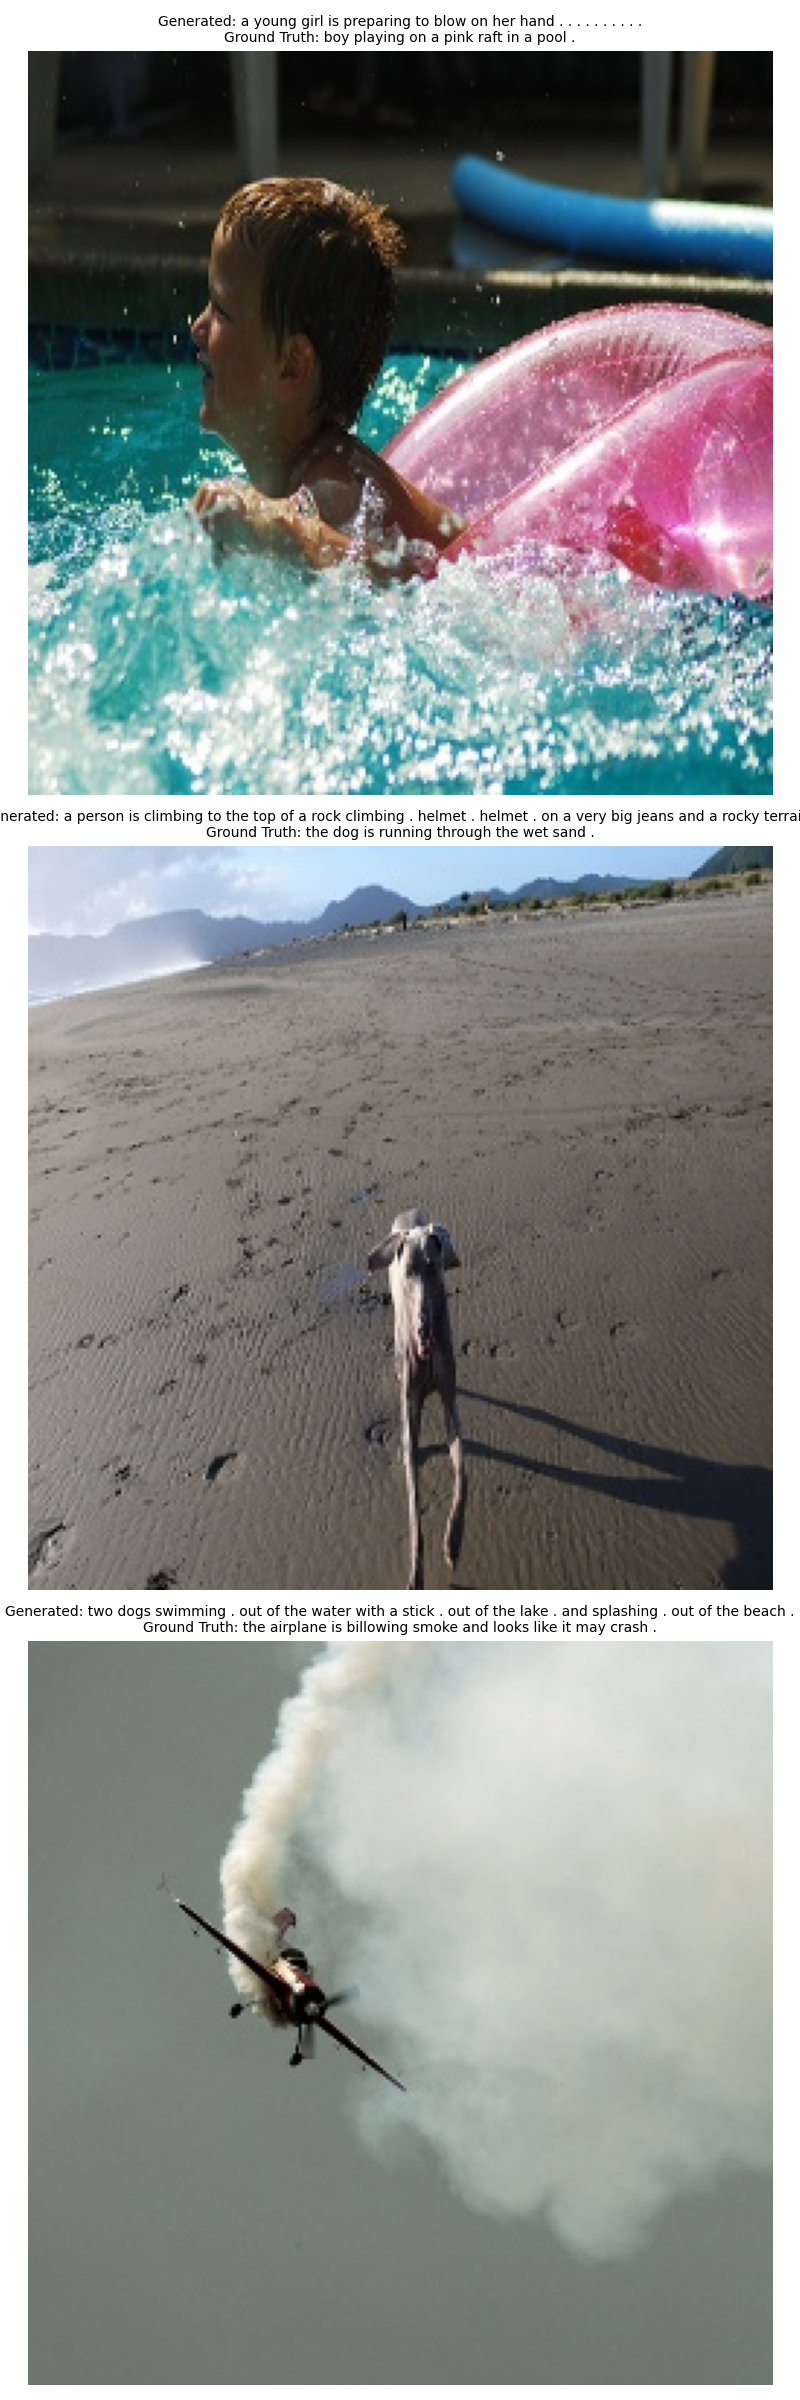 Generated: a young girl is preparing to blow on her hand . . . . . . . . . .
Ground Truth: boy playing on a pink raft in a pool .
nerated: a person is climbing to the top of a rock climbing . helmet . helmet . on a very big jeans and a rocky terrai
Ground Truth: the dog is running through the wet sand .
Generated: two dogs swimming . out of the water with a stick . out of the lake . and splashing . out of the beach .
Ground Truth: the airplane is billowing smoke and looks like it may crash .